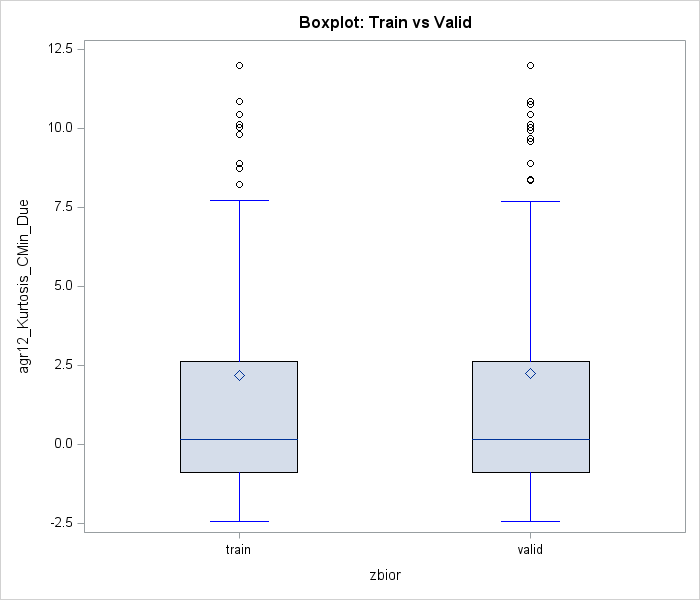 Boxplot: Train vs Valid
12.5
10.0
7.5
5.0
2.5
0.0
-2.5
agr12_Kurtosis_CMin_Due
train
valid
zbior